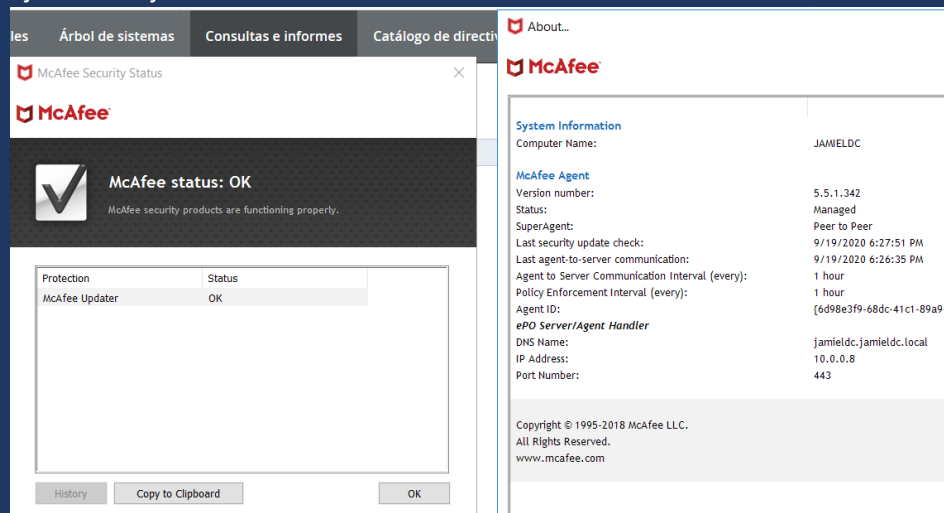 Árbol de sistemas
Consultas e informes
Catálogo de
McAfee Security Status
McAfee
McAfee status: OK
McAfee security products are functioning properly.
Protection Status
McAfee Updater OK
History
Copy to Clipboard
OK
About...
McAfee
System Information
Computer Name: JAMIELDC
McAfee Agent
Version number: 5.5.1.342
Status: Managed
SuperAgent: Peer to Peer
Last security update check: 9/19/2020 6:27:51 PM
Last agent-to-server communication: 9/19/2020 6:26:35 PM
Agent to Server Communication Interval (every): 1 hour
Policy Enforcement Interval (every): 1 hour
Agent ID: {6d98e3f9-68dc-41c1-89a9-
ePO Server/Agent Handler
DNS Name: jamieldc.jamieldc.local
IP Address: 10.0.0.8
Port Number: 443
Copyright © 1995-2018 McAfee LLC.
All Rights Reserved.
www.mcafee.com